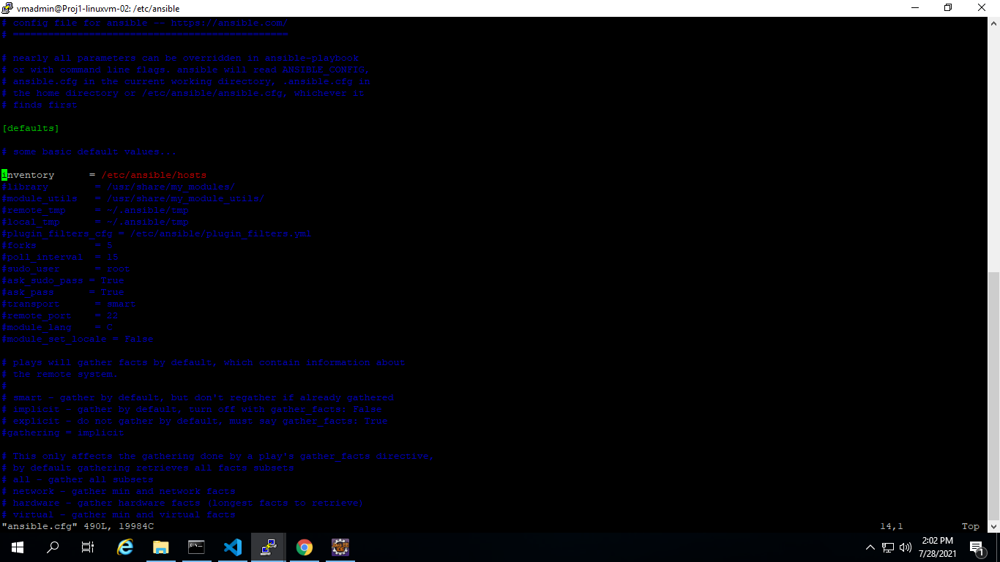 vmadmin@Proj1-linuxvm-02: /etc/ansible
# config file for ansible -- https://ansible.com/
# ===============================================
# nearly all parameters can be overridden in ansible-playbook
# or with command line flags. ansible will read ANSIBLE_CONFIG,
# ansible.cfg in the current working directory, .ansible.cfg in
# the home directory or /etc/ansible/ansible.cfg, whichever it
# finds first
[defaults]
# some basic default values...
inventory      = /etc/ansible/hosts
#library        = /usr/share/my_modules/
#module_utils   = /usr/share/my_module_utils/
#remote_tmp     = ~/.ansible/tmp
#local_tmp      = ~/.ansible/tmp
#plugin_filters_cfg = /etc/ansible/plugin_filters.yml
#forks          = 5
#poll_interval  = 15
#sudo_user      = root
#ask_sudo_pass = True
#ask_pass      = True
#transport      = smart
#remote_port    = 22
#module_lang    = C
#module_set_locale = False
# plays will gather facts by default, which contain information about
# the remote system.
#
# smart - gather by default, but don't regather if already gathered
# implicit - gather by default, turn off with gather_facts: False
# explicit - do not gather by default, must say gather_facts: True
#gathering = implicit
# This only affects the gathering done by a play's gather_facts directive,
# by default gathering retrieves all facts subsets
# all - gather all subsets
# network - gather min and network facts
# hardware - gather hardware facts (longest facts to retrieve)
# virtual - gather min and virtual facts
"ansible.cfg" 490L, 19984C 14,1 Top
2:02 PM
7/28/2021
1